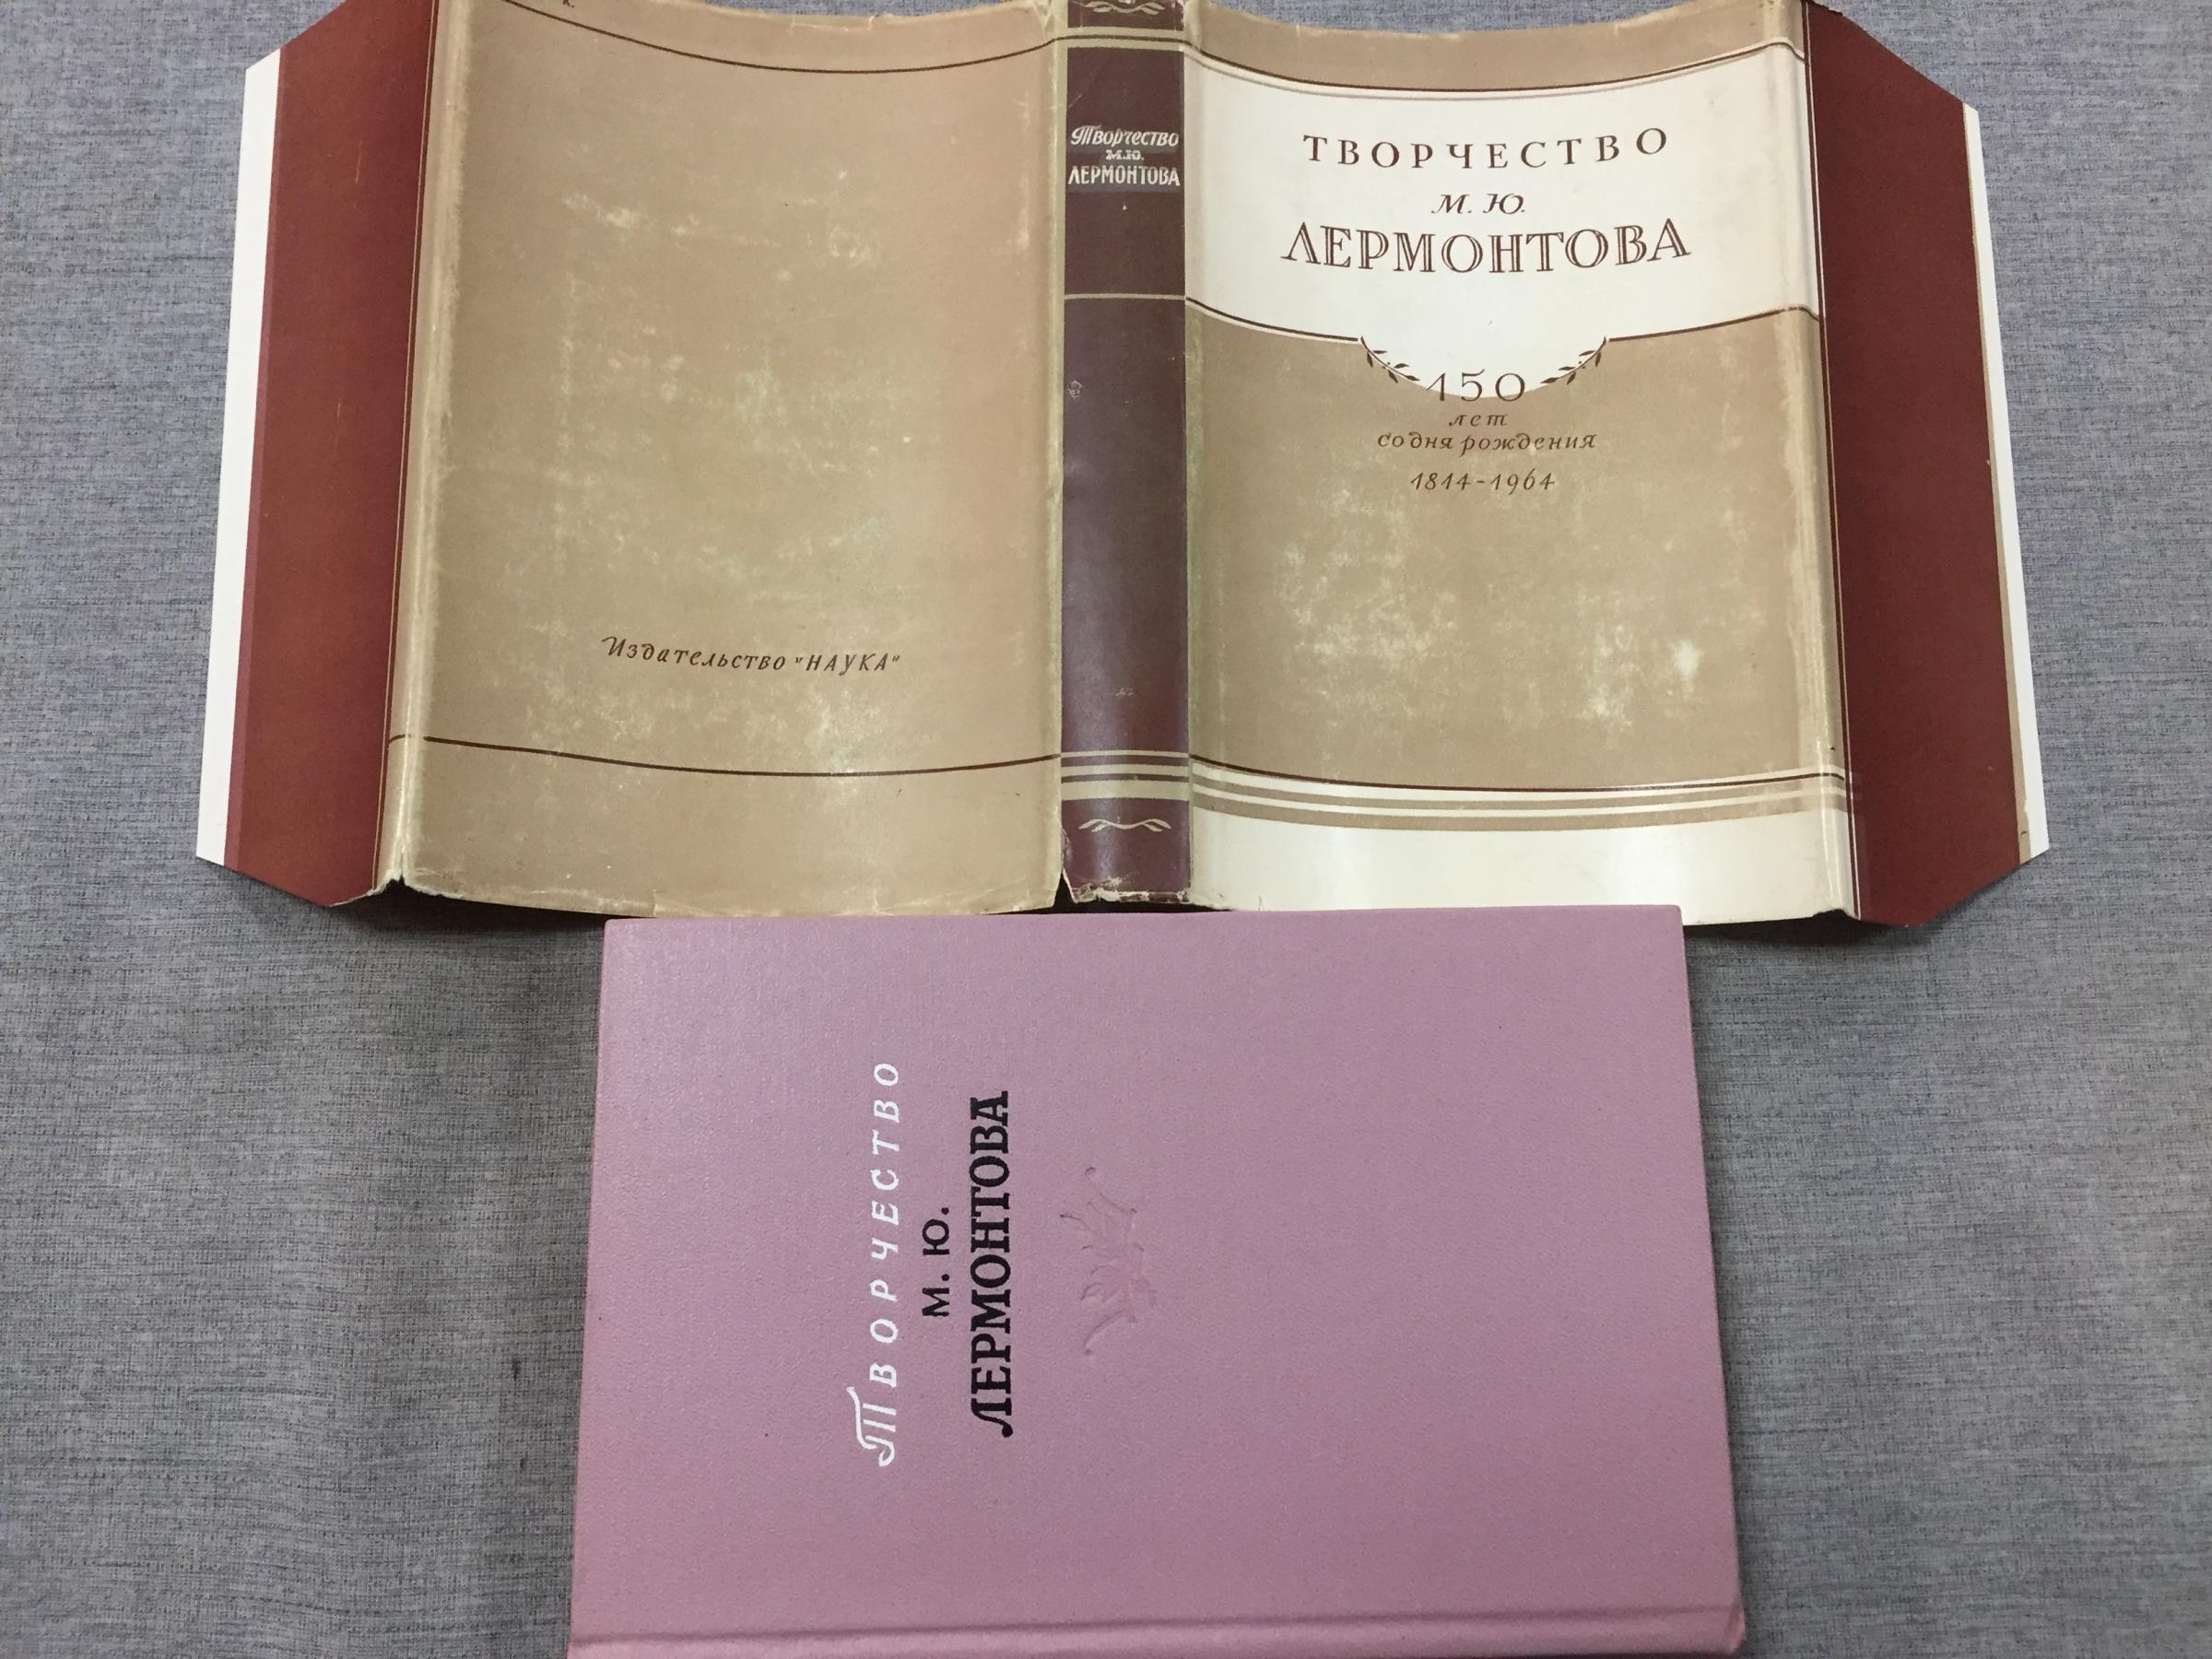 Издательство "НАУКА"
Творчество
М.Ю.
ЛЕРМОНТОВА
ТВОРЧЕСТВО
М. Ю.
ЛЕРМОНТОВА
150
лет
со дня рождения
1814-1964
ТВОРЧЕСТВО
М. Ю.
ЛЕРМОНТОВА